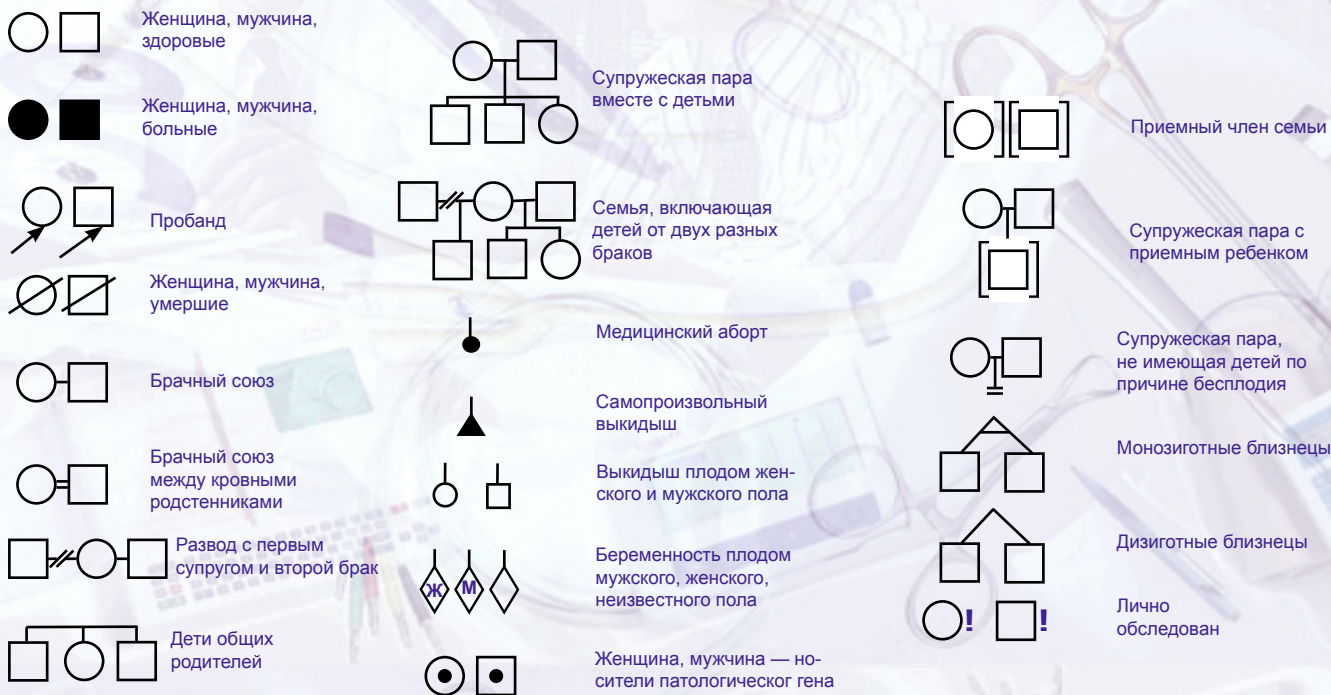 Женщина, мужчина,
здоровые
Женщина, мужчина,
больные
Пробанд
Женщина, мужчина,
умершие
Брачный союз
Брачный союз
между кровными
родстенниками
Развод с первым
супругом и второй брак
Дети общих
родителей
Супружеская пара
вместе с детьми
Семья, включающая
детей от двух разных
браков
Медицинский аборт
Самопроизвольный
выкидыш
Выкидыш плодом жен-
ского и мужского пола
Ж М
Беременность плодом
мужского, женского,
неизвестного пола
Женщина, мужчина — но-
сители патологическог гена
Приемный член семьи
Супружеская пара с
приемным ребенком
Супружеская пара,
не имеющая детей по
причине бесплодия
Монозиготные близнецы
Дизиготные близнецы
! !
Лично
обследован